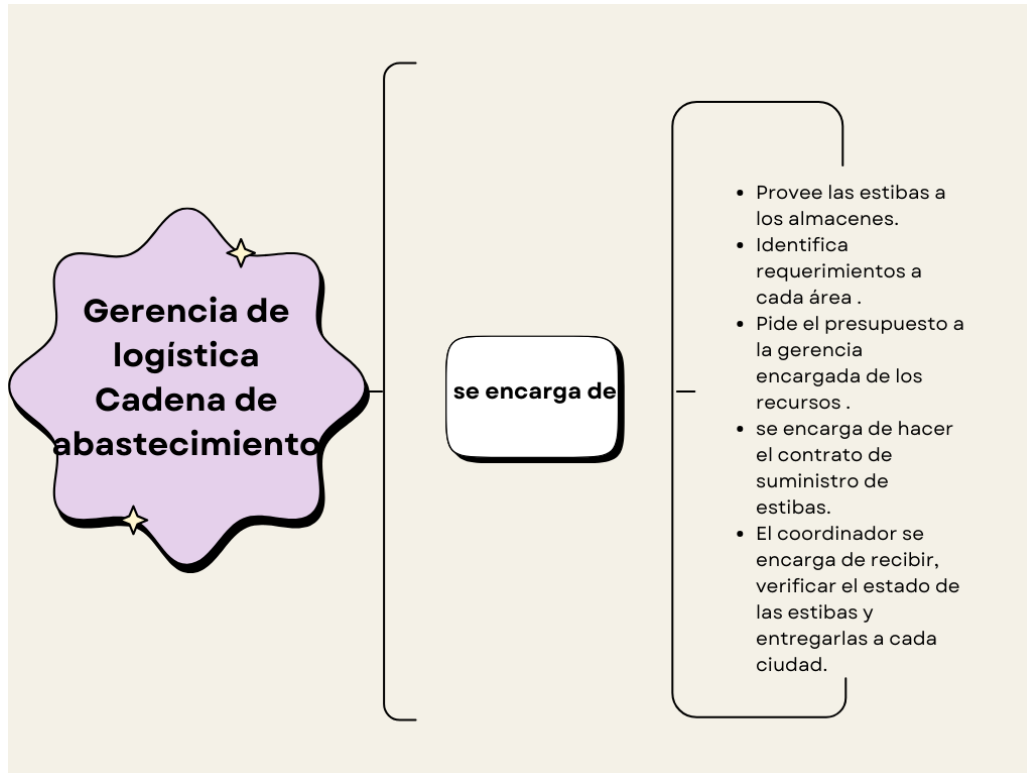 Gerencia de
logística
Cadena de
abastecimiento
se encarga de
• Provee las estibas a
los almacenes.
• Identifica
requerimientos a
cada área .
• Pide el presupuesto a
la gerencia
encargada de los
recursos .
• se encarga de hacer
el contrato de
suministro de
estibas.
• El coordinador se
encarga de recibir,
verificar el estado de
las estibas y
entregarlas a cada
ciudad.